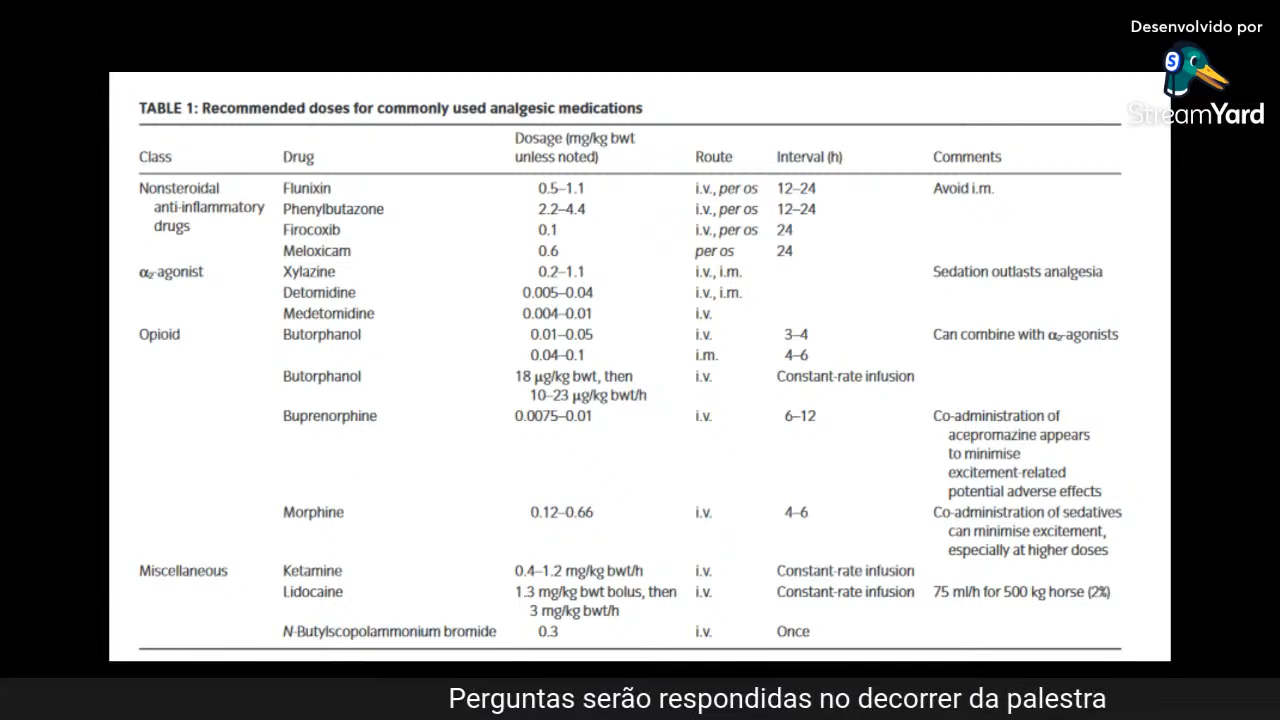 Desenvolvido por
StreamYard
TABLE 1: Recommended doses for commonly used analgesic medications
Class Drug Dosage (mg/kg bwt unless noted) Route Interval (h) Comments
Nonsteroidal Flunixin 0.5–1.1 i.v., per os 12–24 Avoid i.m.
anti-inflammatory Phenylbutazone 2.2–4.4 i.v., per os 12–24
drugs Firocoxib 0.1 i.v., per os 24
Meloxicam 0.6 per os 24
α₂-agonist Xylazine 0.2–1.1 i.v., i.m. Sedation outlasts analgesia
Detomidine 0.005–0.04 i.v., i.m.
Medetomidine 0.004–0.01 i.v.
Opioid Butorphanol 0.01–0.05 i.v. 3–4 Can combine with α₂-agonists
0.04–0.1 i.m. 4–6
Butorphanol 18 μg/kg bwt, then i.v. Constant-rate infusion
10–23 μg/kg bwt/h
Buprenorphine 0.0075–0.01 i.v. 6–12 Co-administration of
acepromazine appears
to minimise
excitement-related
potential adverse effects
Morphine 0.12–0.66 i.v. 4–6 Co-administration of sedatives
can minimise excitement,
especially at higher doses
Miscellaneous Ketamine 0.4–1.2 mg/kg bwt/h i.v. Constant-rate infusion
Lidocaine 1.3 mg/kg bwt bolus, then i.v. Constant-rate infusion 75 ml/h for 500 kg horse (2%)
3 mg/kg bwt/h
N-Butylscopolammonium bromide 0.3 i.v. Once
Perguntas serão respondidas no decorrer da palestra